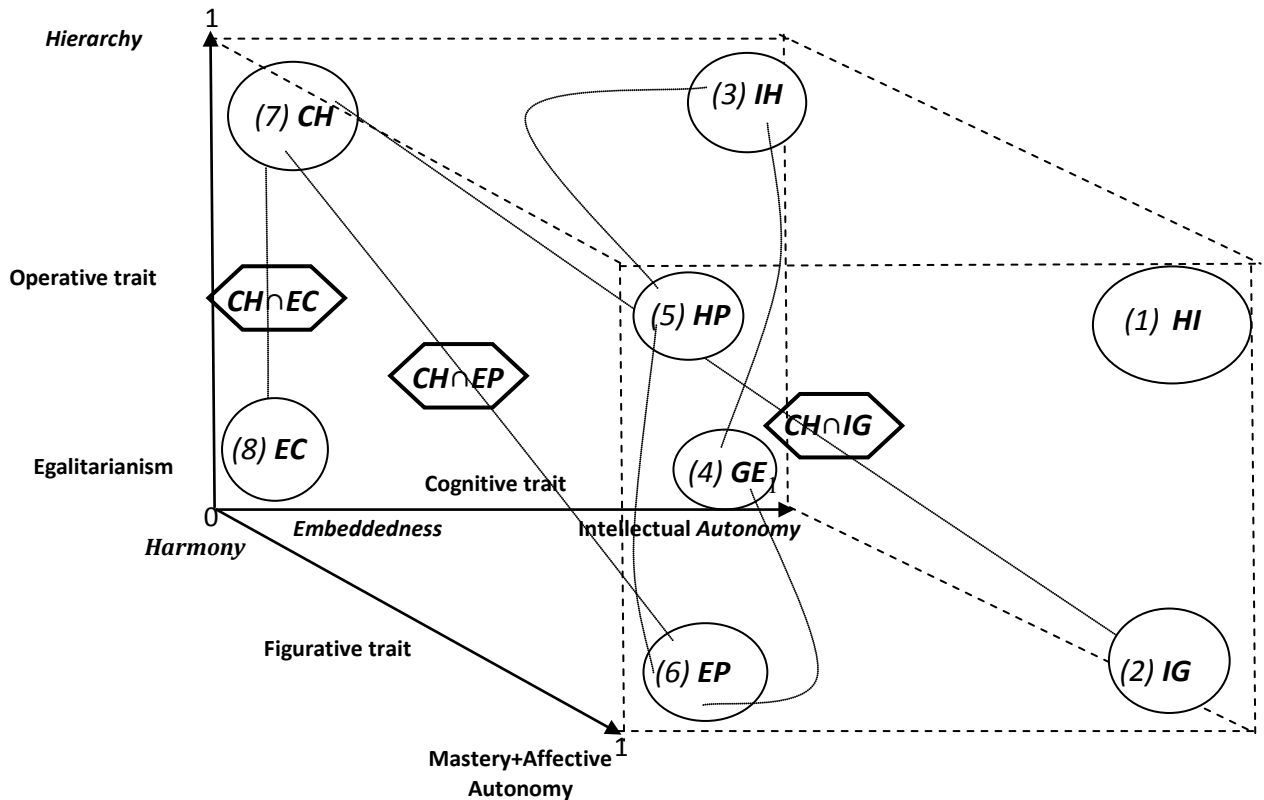 1
Hierarchy
(7) CH
(3) IH
Operative trait
CH∩EC
(5) HP
(1) HI
CH∩EP
CH∩IG
(8) EC
(4) GE
Egalitarianism
Cognitive trait
1
0
Embeddedness
Intellectual Autonomy
Harmony
Figurative trait
(6) EP
(2) IG
1
Mastery+Affective
Autonomy